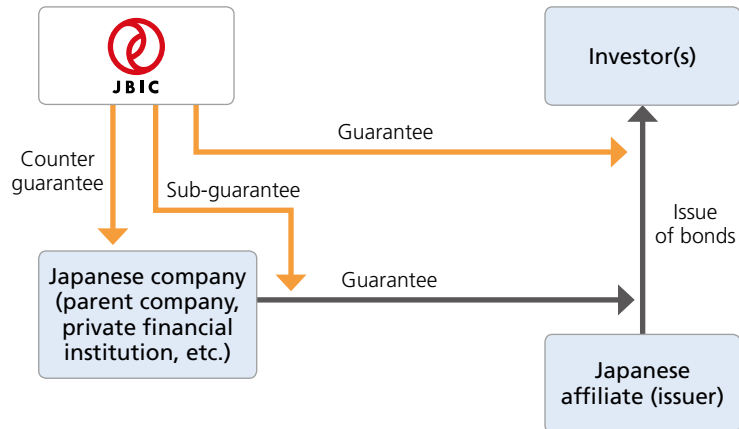 JBIC
Investor(s)
Guarantee
Counter
guarantee
Sub-guarantee
Issue
of bonds
Japanese company
(parent company,
private financial
institution, etc.)
Guarantee
Japanese
affiliate (issuer)